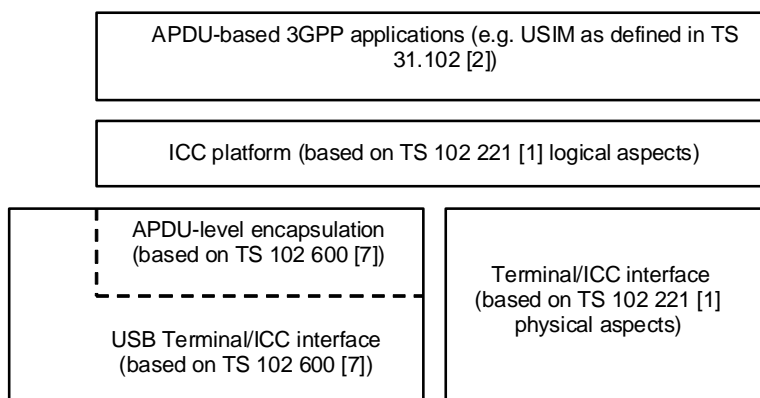 APDU-based 3GPP applications (e.g. USIM as defined in TS
31.102 [2])
ICC platform (based on TS 102 221 [1] logical aspects)
APDU-level encapsulation
(based on TS 102 600 [7])
USB Terminal/ICC interface
(based on TS 102 600 [7])
Terminal/ICC interface
(based on TS 102 221 [1]
physical aspects)